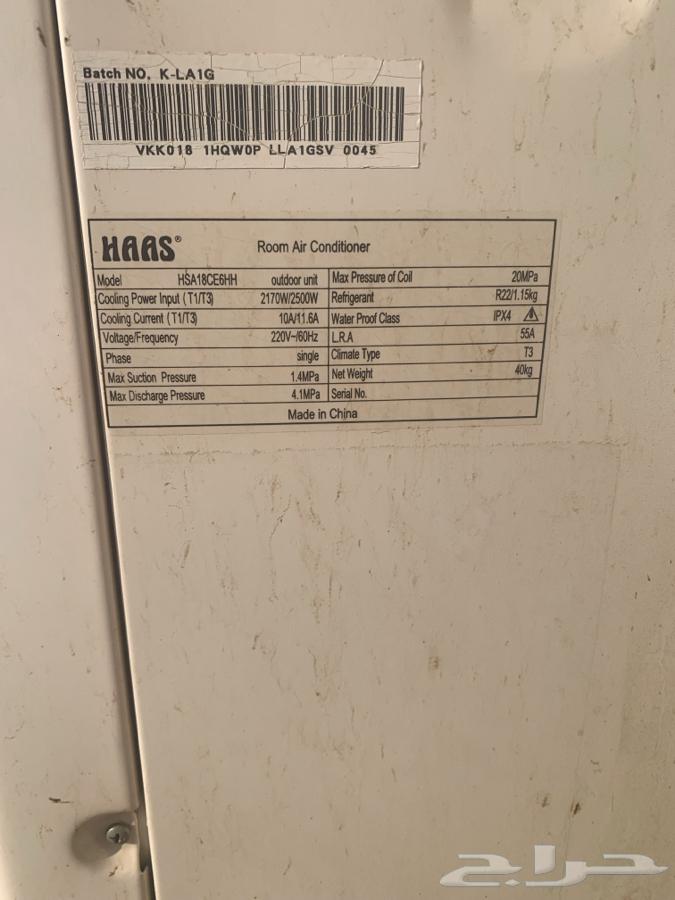 Batch NO. K-LA1G
VKK018 1HQW0P LLA1GSV 0045
HAAS® Room Air Conditioner
Model HSA18CE6HH outdoor unit Max Pressure of Coil 20MPa
Cooling Power Input (T1/T3) 2170W/2500W Refrigerant R22/1.15kg
Cooling Current (T1/T3) 10A/11.6A Water Proof Class IPX4
Voltage/Frequency 220V~/60Hz L.R.A 55A
Phase single Climate Type T3
Max Suction Pressure 1.4MPa Net Weight 40kg
Max Discharge Pressure 4.1MPa Serial No.
Made in China
حراج